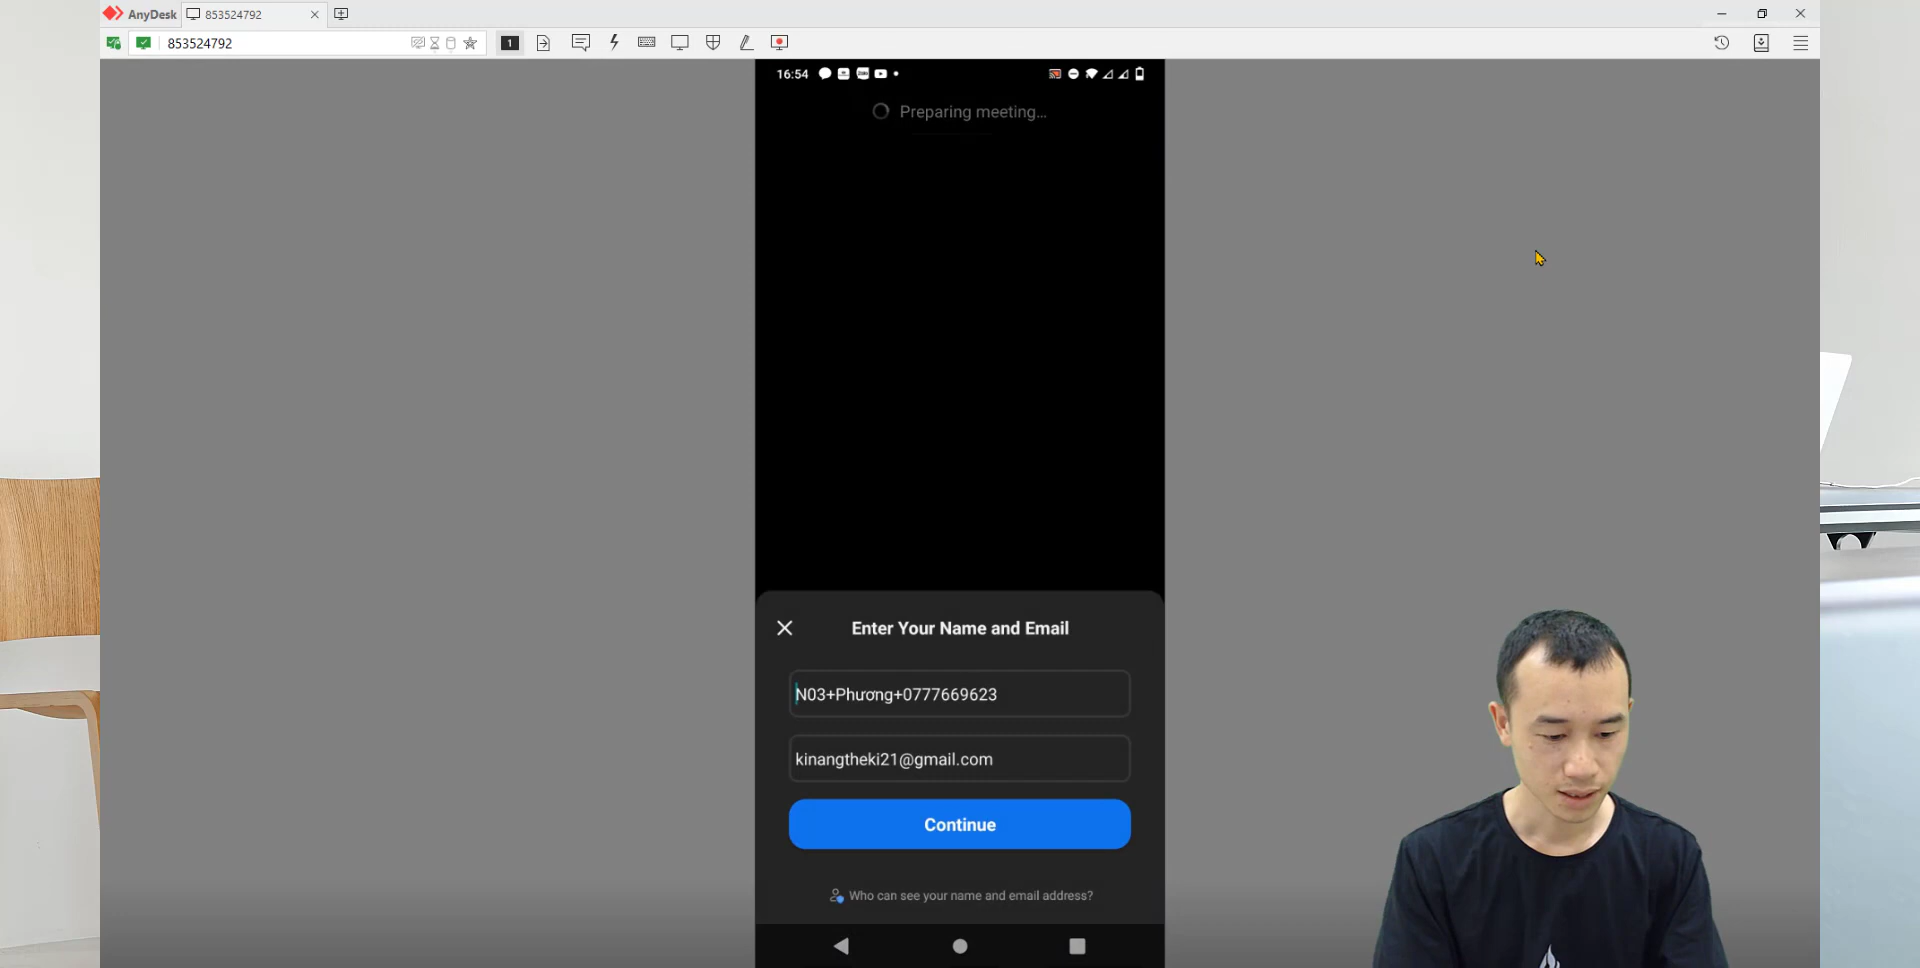 AnyDesk
853524792
853524792
1
16:54
Preparing meeting...
Enter Your Name and Email
N03+Phương+0777669623
kinangtheki21@gmail.com
Continue
Who can see your name and email address?